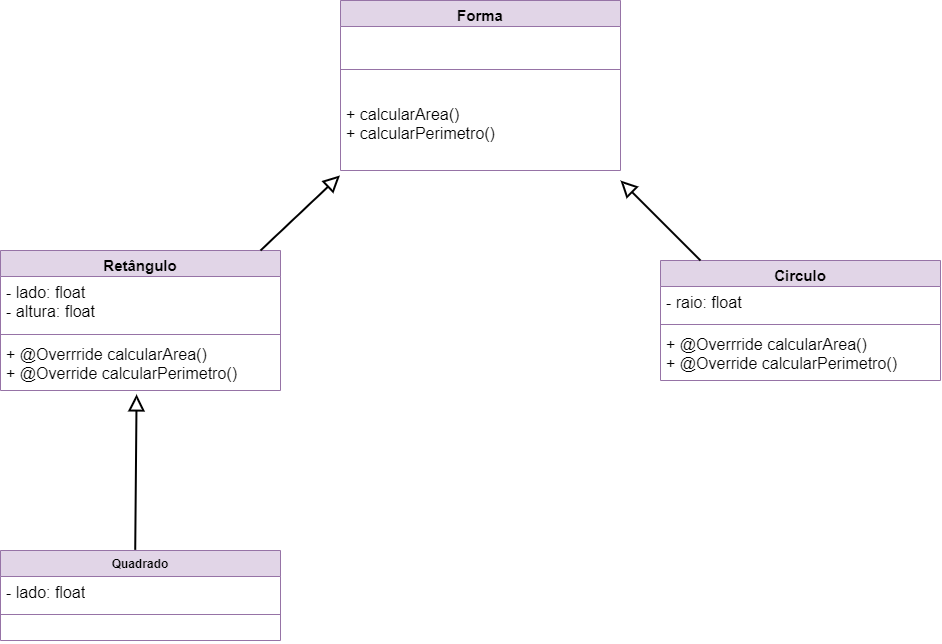 Forma
+ calcularArea()
+ calcularPerimetro()
Retângulo
- lado: float
- altura: float
+ @Overrride calcularArea()
+ @Override calcularPerimetro()
Circulo
- raio: float
+ @Overrride calcularArea()
+ @Override calcularPerimetro()
Quadrado
- lado: float